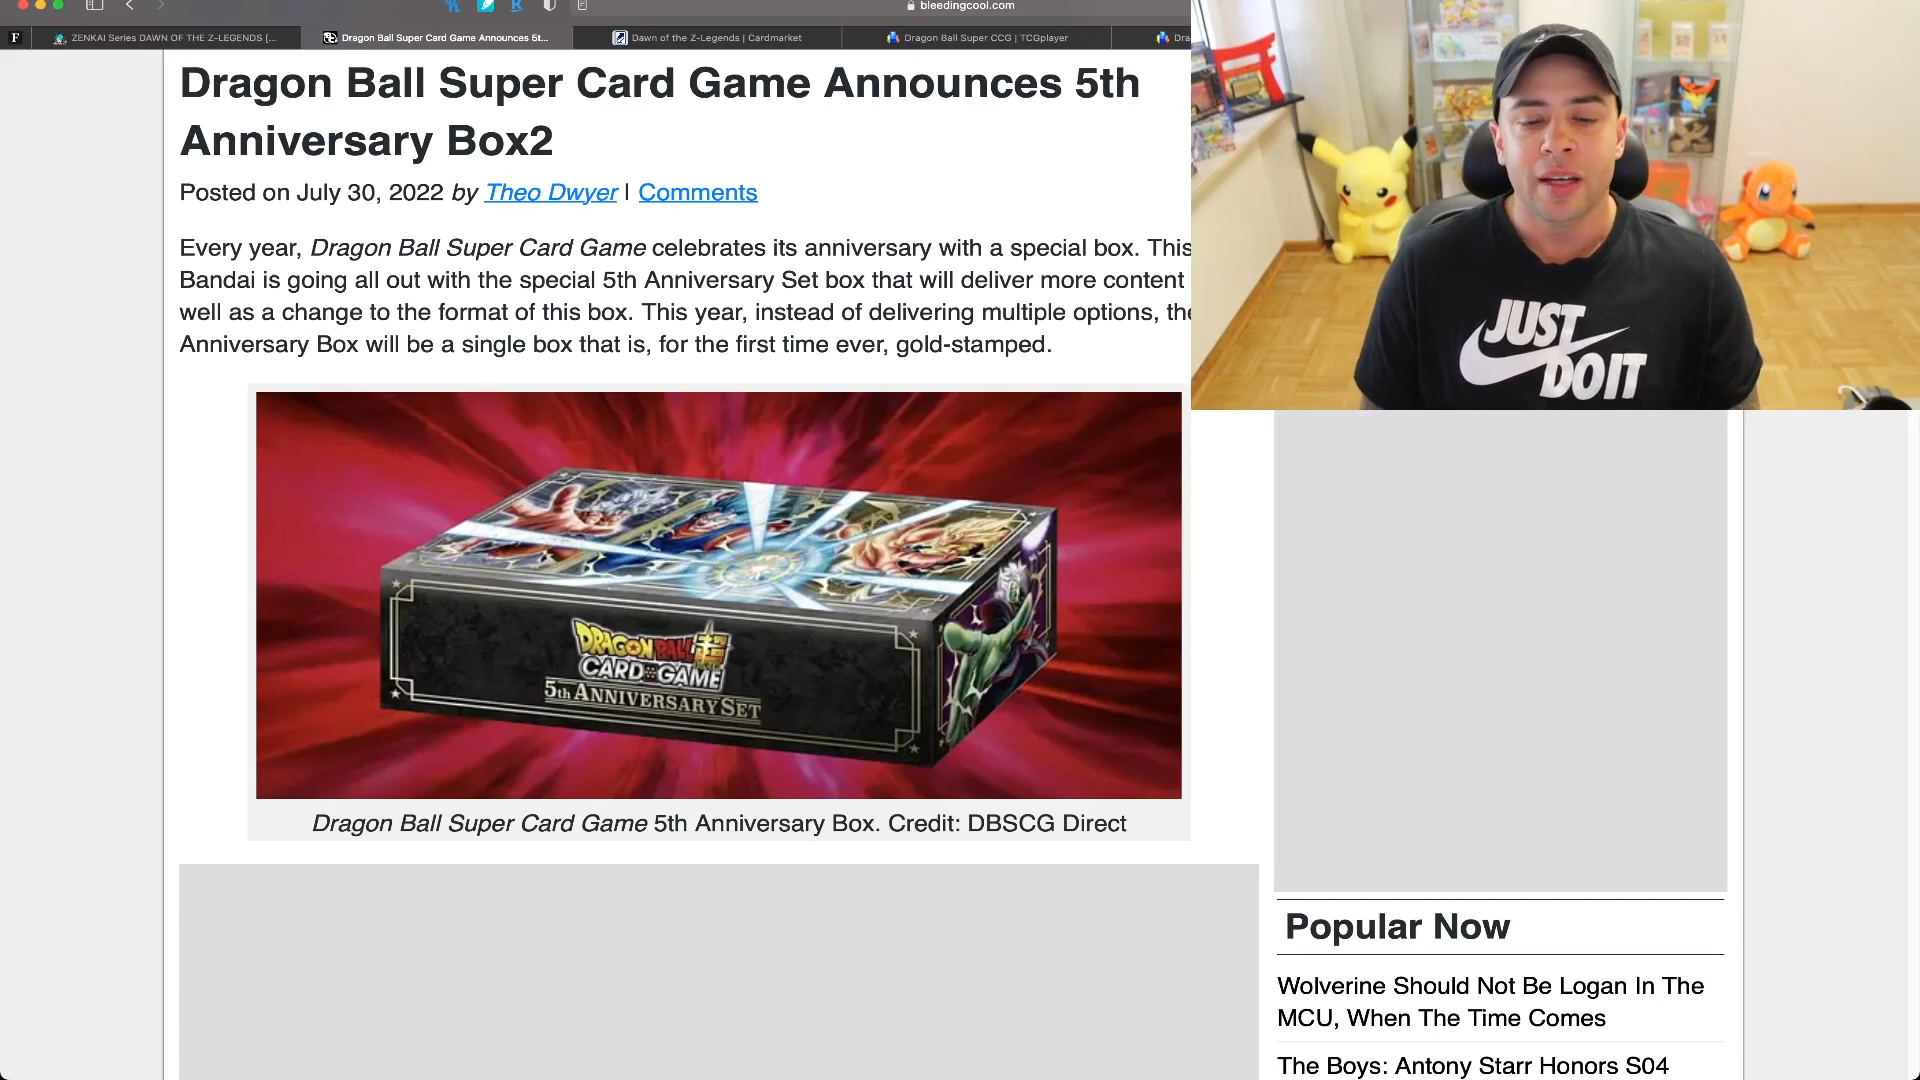 bleedingcool.com
F
ZENKAI Series DAWN OF THE Z-LEGENDS [...
Dragon Ball Super Card Game Announces 5t...
Dawn of the Z-Legends | Cardmarket
Dragon Ball Super CCG | TCGplayer
Dra
Dragon Ball Super Card Game Announces 5th
Anniversary Box2
Posted on July 30, 2022 by Theo Dwyer | Comments
Every year, Dragon Ball Super Card Game celebrates its anniversary with a special box. This
Bandai is going all out with the special 5th Anniversary Set box that will deliver more content
well as a change to the format of this box. This year, instead of delivering multiple options, the
Anniversary Box will be a single box that is, for the first time ever, gold-stamped.
JUST
DO IT
DRAGON BALL 超
CARD GAME
5th ANNIVERSARY SET
Dragon Ball Super Card Game 5th Anniversary Box. Credit: DBSCG Direct
Popular Now
Wolverine Should Not Be Logan In The
MCU, When The Time Comes
The Boys: Antony Starr Honors S04